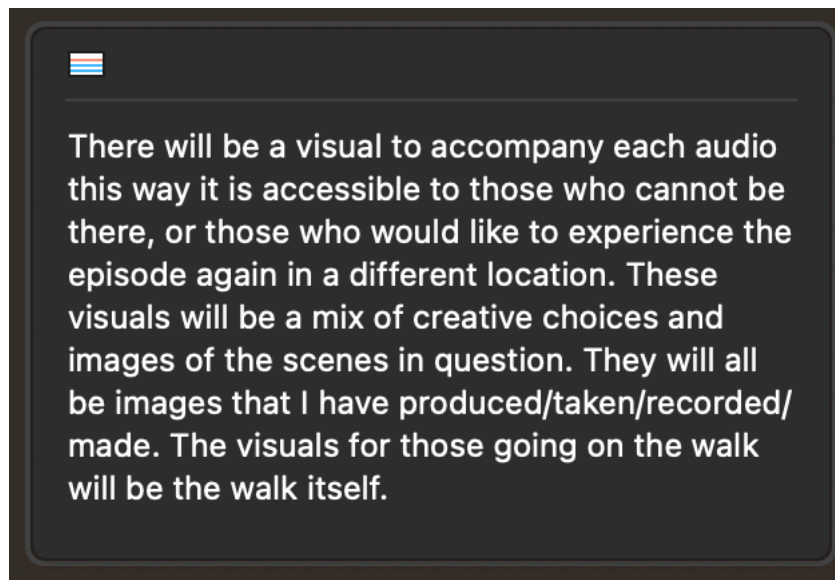 There will be a visual to accompany each audio
this way it is accessible to those who cannot be
there, or those who would like to experience the
episode again in a different location. These
visuals will be a mix of creative choices and
images of the scenes in question. They will all
be images that I have produced/taken/recorded/
made. The visuals for those going on the walk
will be the walk itself.